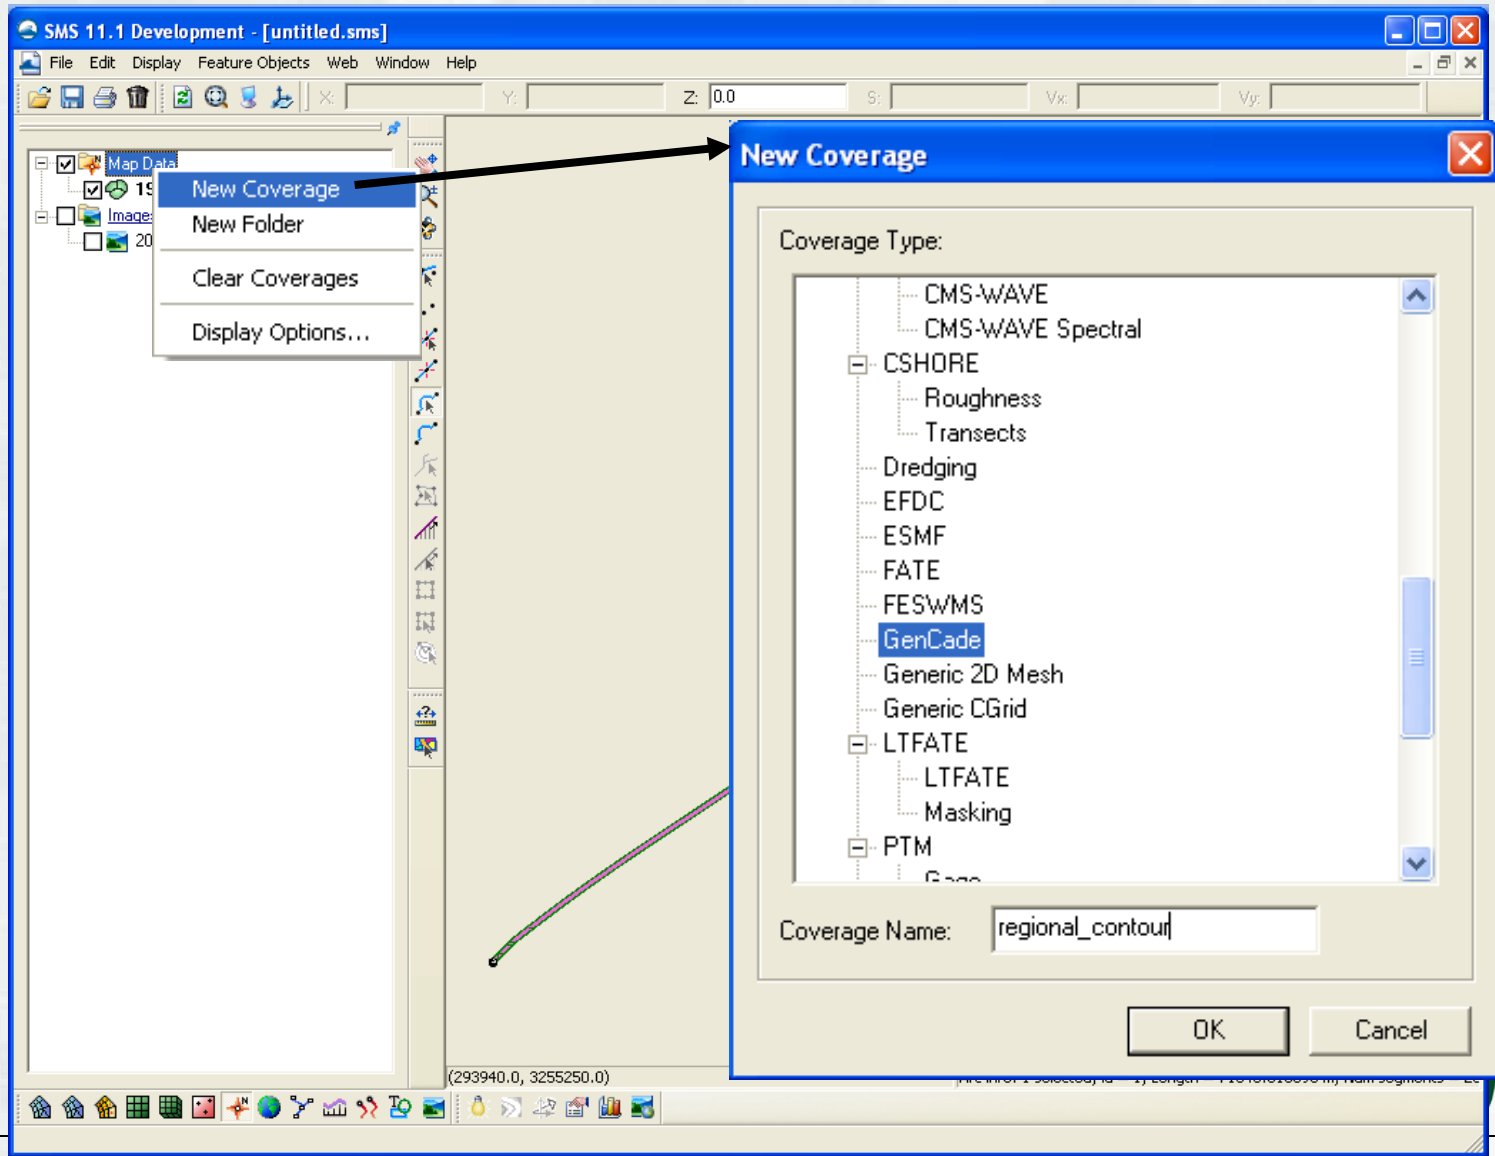 SMS 11.1 Development - [untitled.sms]
File Edit Display Feature Objects Web Window Help
X: Y: Z: 0.0 S: Vx: Vy:
Map Data
New Coverage
New Folder
Clear Coverages
Display Options...
New Coverage
Coverage Type:
CMS-WAVE
CMS-WAVE Spectral
CSHORE
Roughness
Transects
Dredging
EFDC
ESMF
FATE
FESWMS
GenCade
Generic 2D Mesh
Generic CGrid
LTFATE
LTFATE
Masking
PTM
Coverage Name: regional_contour
OK Cancel
(293940.0, 3255250.0)